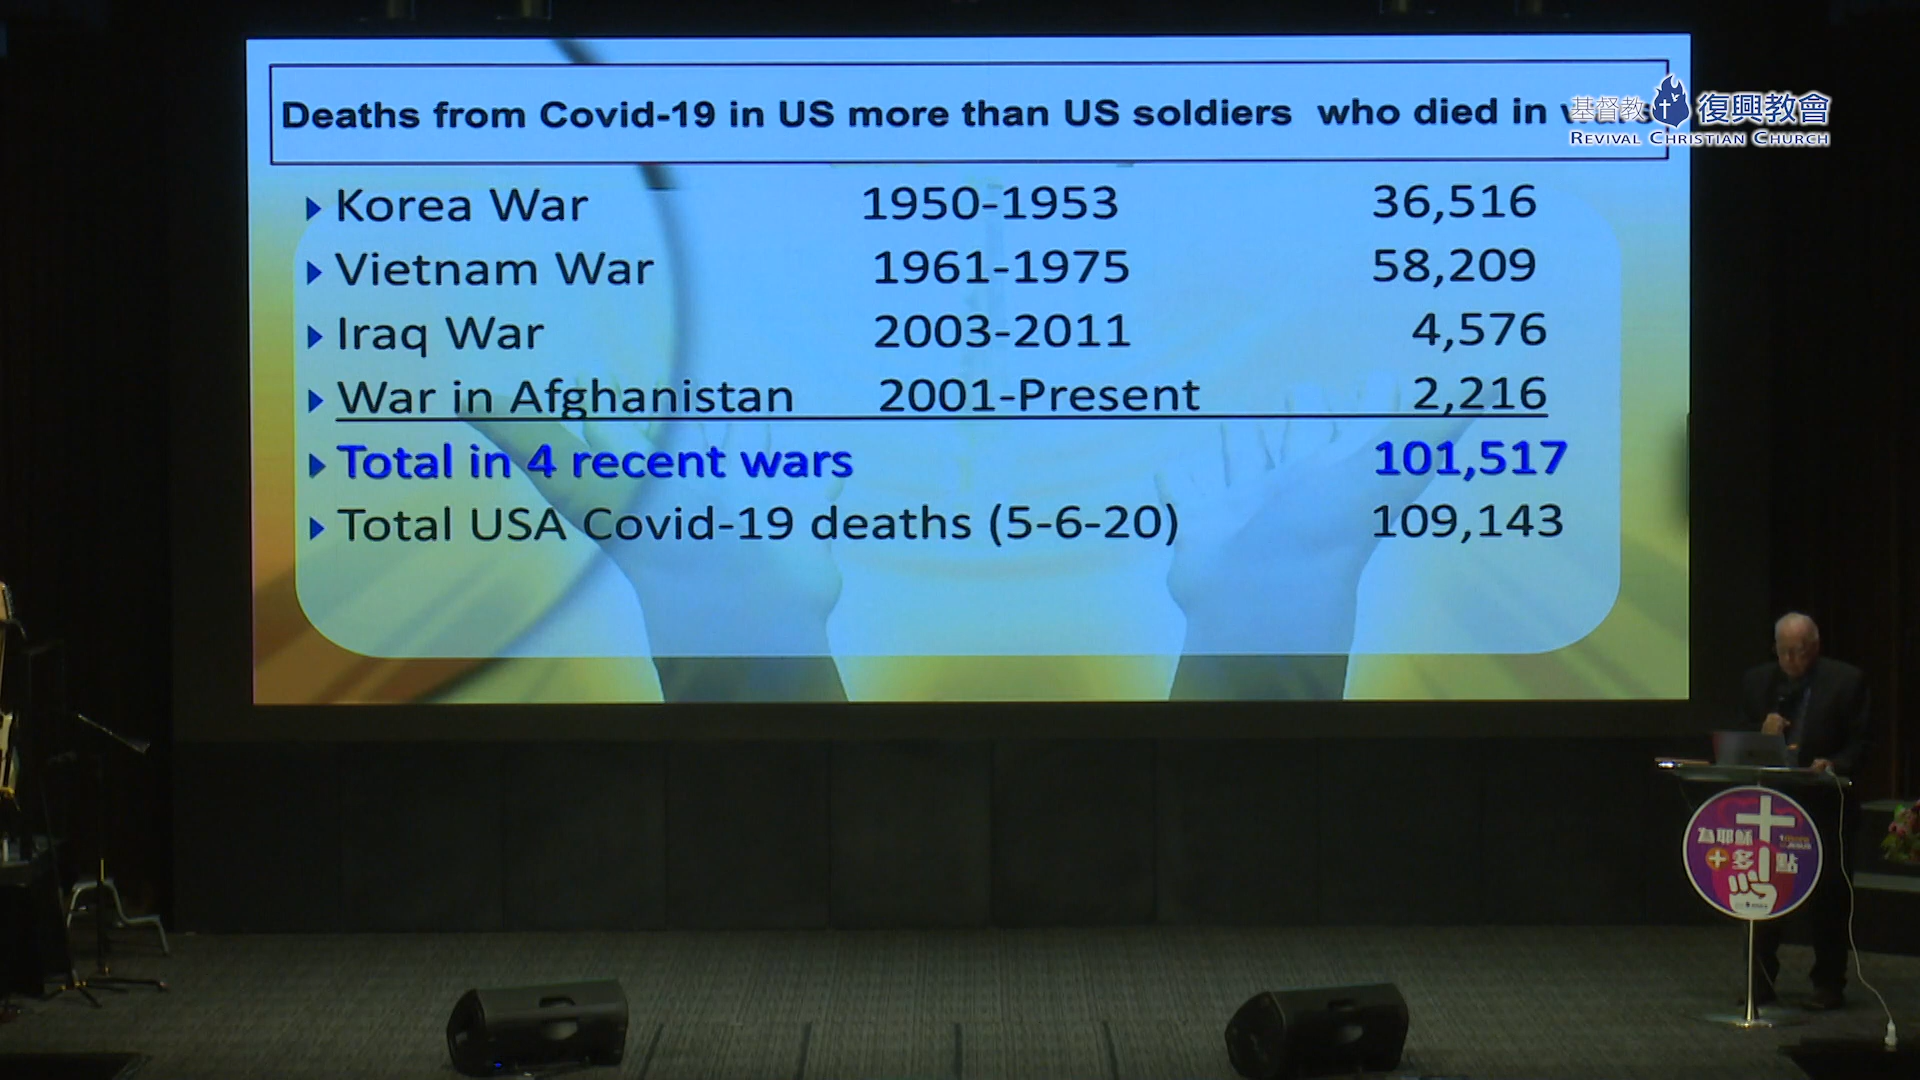 Deaths from Covid-19 in US more than US soldiers who died in
基督教 復興教會
REVIVAL CHRISTIAN CHURCH
Korea War 1950-1953 36,516
Vietnam War 1961-1975 58,209
Iraq War 2003-2011 4,576
War in Afghanistan 2001-Present 2,216
Total in 4 recent wars 101,517
Total USA Covid-19 deaths (5-6-20) 109,143
為耶穌
+多1點